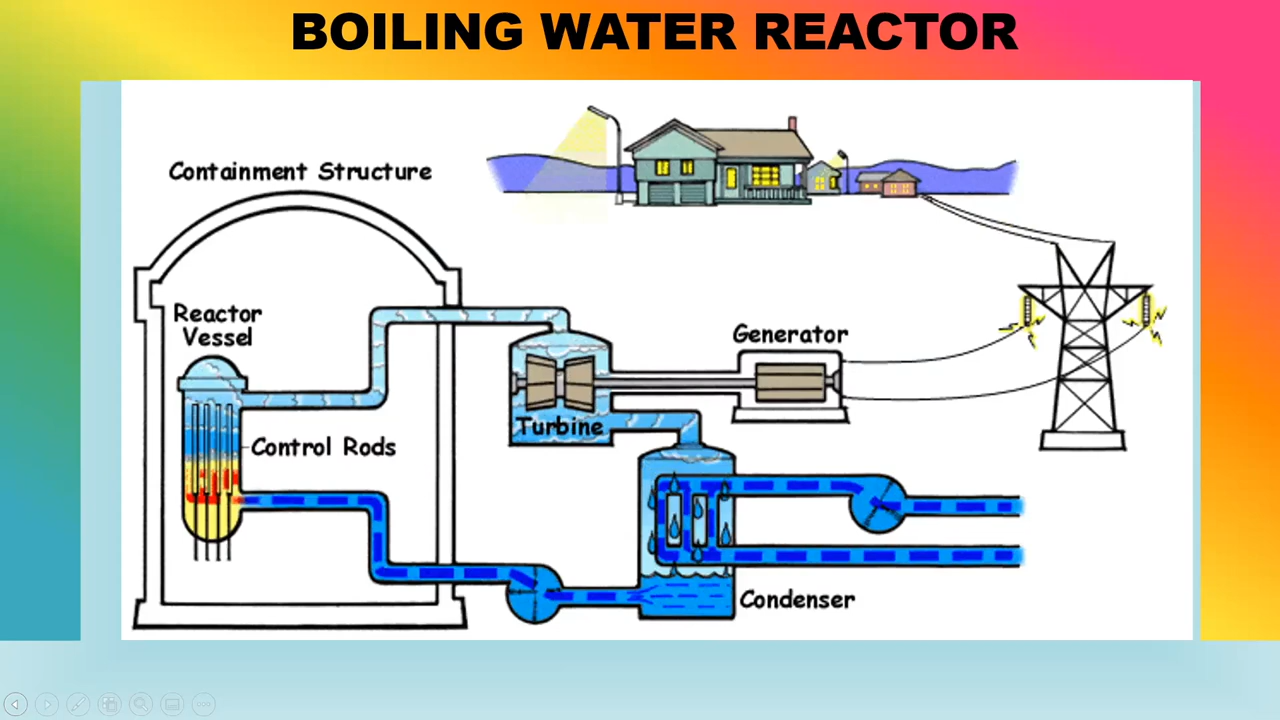 BOILING WATER REACTOR
Containment Structure
Reactor
Vessel
Generator
Turbine
Control Rods
Condenser